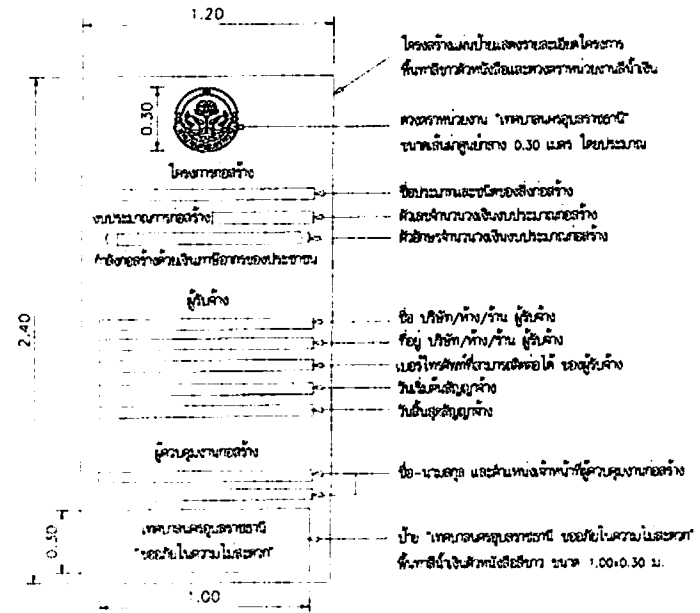 1.20
โครงสร้างแผ่นป้ายแสดงรายละเอียดโครงการ
พื้นทาสีขาวตัวหนังสือและดวงตราหน่วยงานสีน้ำเงิน
0.30
ดวงตราหน่วยงาน "เทศบาลนครอุบลราชธานี"
ขนาดเส้นผ่าศูนย์กลาง 0.30 เมตร โดยประมาณ
โครงการก่อสร้าง
ชื่อประเภทและชนิดของสิ่งก่อสร้าง
งบประมาณการก่อสร้าง
ตัวเลขจำนวนวงเงินงบประมาณก่อสร้าง
ตัวอักษรจำนวนวงเงินงบประมาณก่อสร้าง
กำลังก่อสร้างด้วยเงินภาษีอากรของประชาชน
ผู้รับจ้าง
2.40
ชื่อ บริษัท/ห้าง/ร้าน ผู้รับจ้าง
ที่อยู่ บริษัท/ห้าง/ร้าน ผู้รับจ้าง
เบอร์โทรศัพท์ที่สามารถติดต่อได้ ของผู้รับจ้าง
วันเริ่มต้นสัญญาจ้าง
วันสิ้นสุดสัญญาจ้าง
ผู้ควบคุมงานก่อสร้าง
ชื่อ-นามสกุล และตำแหน่งเจ้าหน้าที่ผู้ควบคุมงานก่อสร้าง
0.30
เทศบาลนครอุบลราชธานี
"ขออภัยในความไม่สะดวก"
ป้าย "เทศบาลนครอุบลราชธานี ขออภัยในความไม่สะดวก"
พื้นทาสีน้ำเงินตัวหนังสือสีขาว ขนาด 1.00x0.30 ม.
1.00